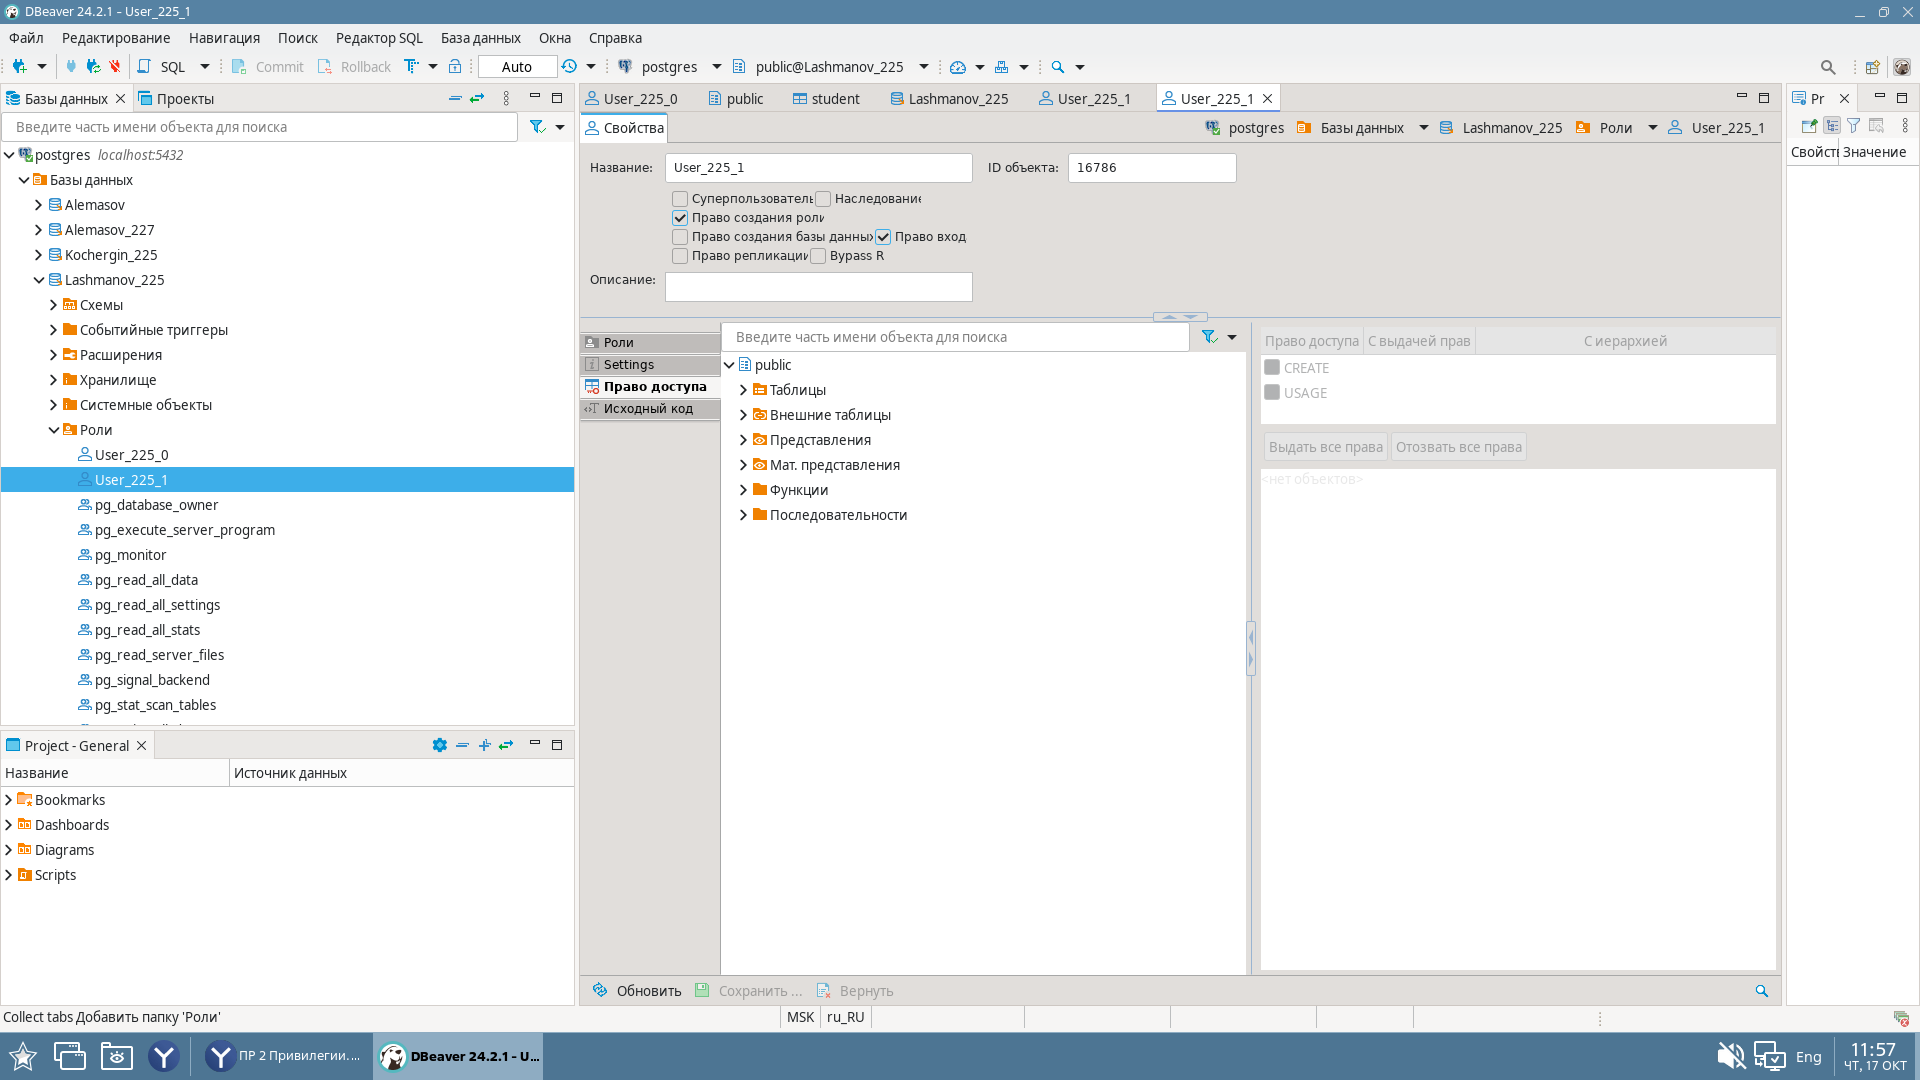 DBeaver 24.2.1 - User_225_1
Файл Редактирование Навигация Поиск Редактор SQL База данных Окна Справка
SQL Commit Rollback Auto postgres public@Lashmanov_225
Базы данных Проекты
Введите часть имени объекта для поиска
postgres localhost:5432
Базы данных
Alemasov
Alemasov_227
Kochergin_225
Lashmanov_225
Схемы
Событийные триггеры
Расширения
Хранилище
Системные объекты
Роли
User_225_0
User_225_1
pg_database_owner
pg_execute_server_program
pg_monitor
pg_read_all_data
pg_read_all_settings
pg_read_all_stats
pg_read_server_files
pg_signal_backend
pg_stat_scan_tables
Project - General
Название Источник данных
Bookmarks
Dashboards
Diagrams
Scripts
User_225_0 public student Lashmanov_225 User_225_1 User_225_1
Свойства postgres Базы данных Lashmanov_225 Роли User_225_1
Название: User_225_1 ID объекта: 16786
Суперпользователь Наследование
Право создания роли
Право создания базы данных Право вход
Право репликации Bypass R
Описание:
Роли
Settings
Право доступа
Исходный код
Введите часть имени объекта для поиска
public
Таблицы
Внешние таблицы
Представления
Мат. представления
Функции
Последовательности
Право доступа С выдачей прав С иерархией
CREATE
USAGE
Выдать все права Отозвать все права
<нет объектов>
Обновить Сохранить ... Вернуть
Pr
Свойств Значение
Collect tabs Добавить папку 'Роли' MSK ru_RU
ПР 2 Привилегии.... DBeaver 24.2.1 - U... Eng 11:57
ЧТ, 17 ОКТ